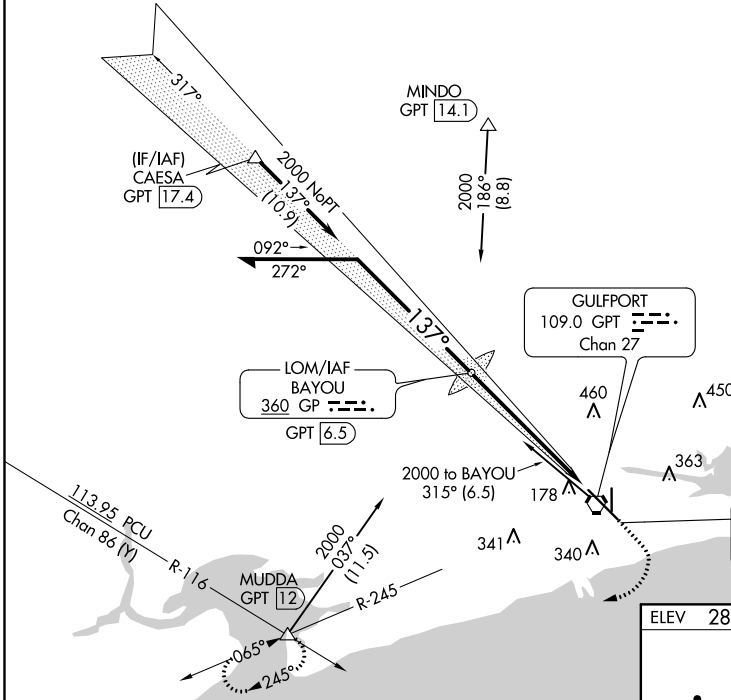 317°
MINDO
GPT 14.1
(IF/IAF)
CAESA
GPT 17.4
2000 NoPT
137°
(10.9)
2000
186°
(8.8)
092°
272°
137°
GULFPORT
109.0 GPT
Chan 27
LOM/IAF
BAYOU
360 GP
GPT 6.5
460
450
363
2000 to BAYOU
315° (6.5)
178
341
340
113.95 PCU
Chan 86 (Y)
R-116
2000
037°
(11.5)
MUDDA
GPT 12
R-245
065°
245°
ELEV 28